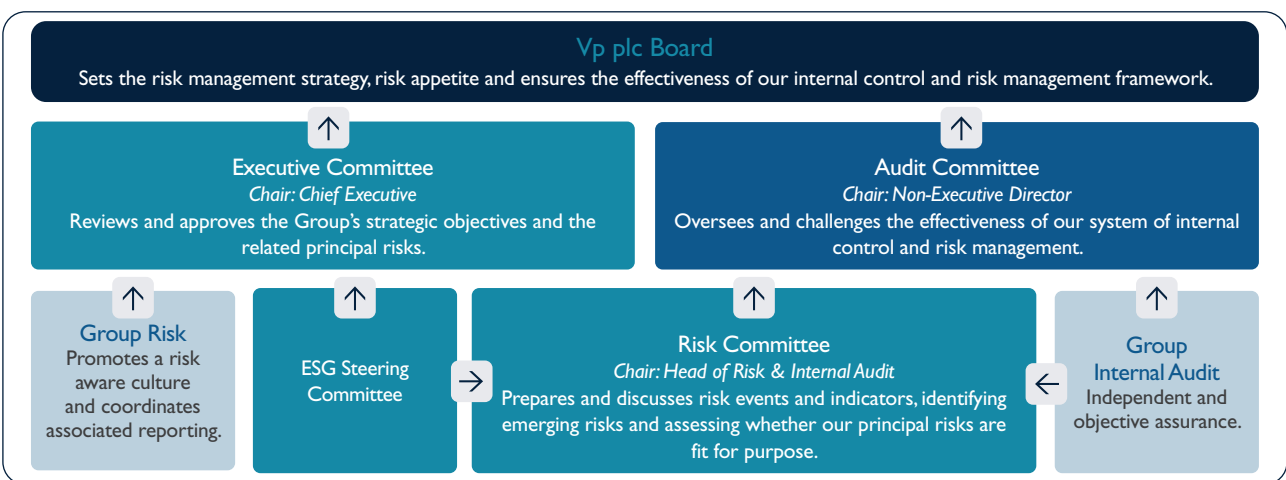 Vp plc Board
Sets the risk management strategy, risk appetite and ensures the effectiveness of our internal control and risk management framework.
Executive Committee
Chair: Chief Executive
Reviews and approves the Group’s strategic objectives and the
related principal risks.
Audit Committee
Chair: Non-Executive Director
Oversees and challenges the effectiveness of our system of internal
control and risk management.
Group Risk
Promotes a risk
aware culture
and coordinates
associated reporting.
ESG Steering
Committee
Risk Committee
Chair: Head of Risk & Internal Audit
Prepares and discusses risk events and indicators, identifying
emerging risks and assessing whether our principal risks are
fit for purpose.
Group
Internal Audit
Independent and
objective assurance.